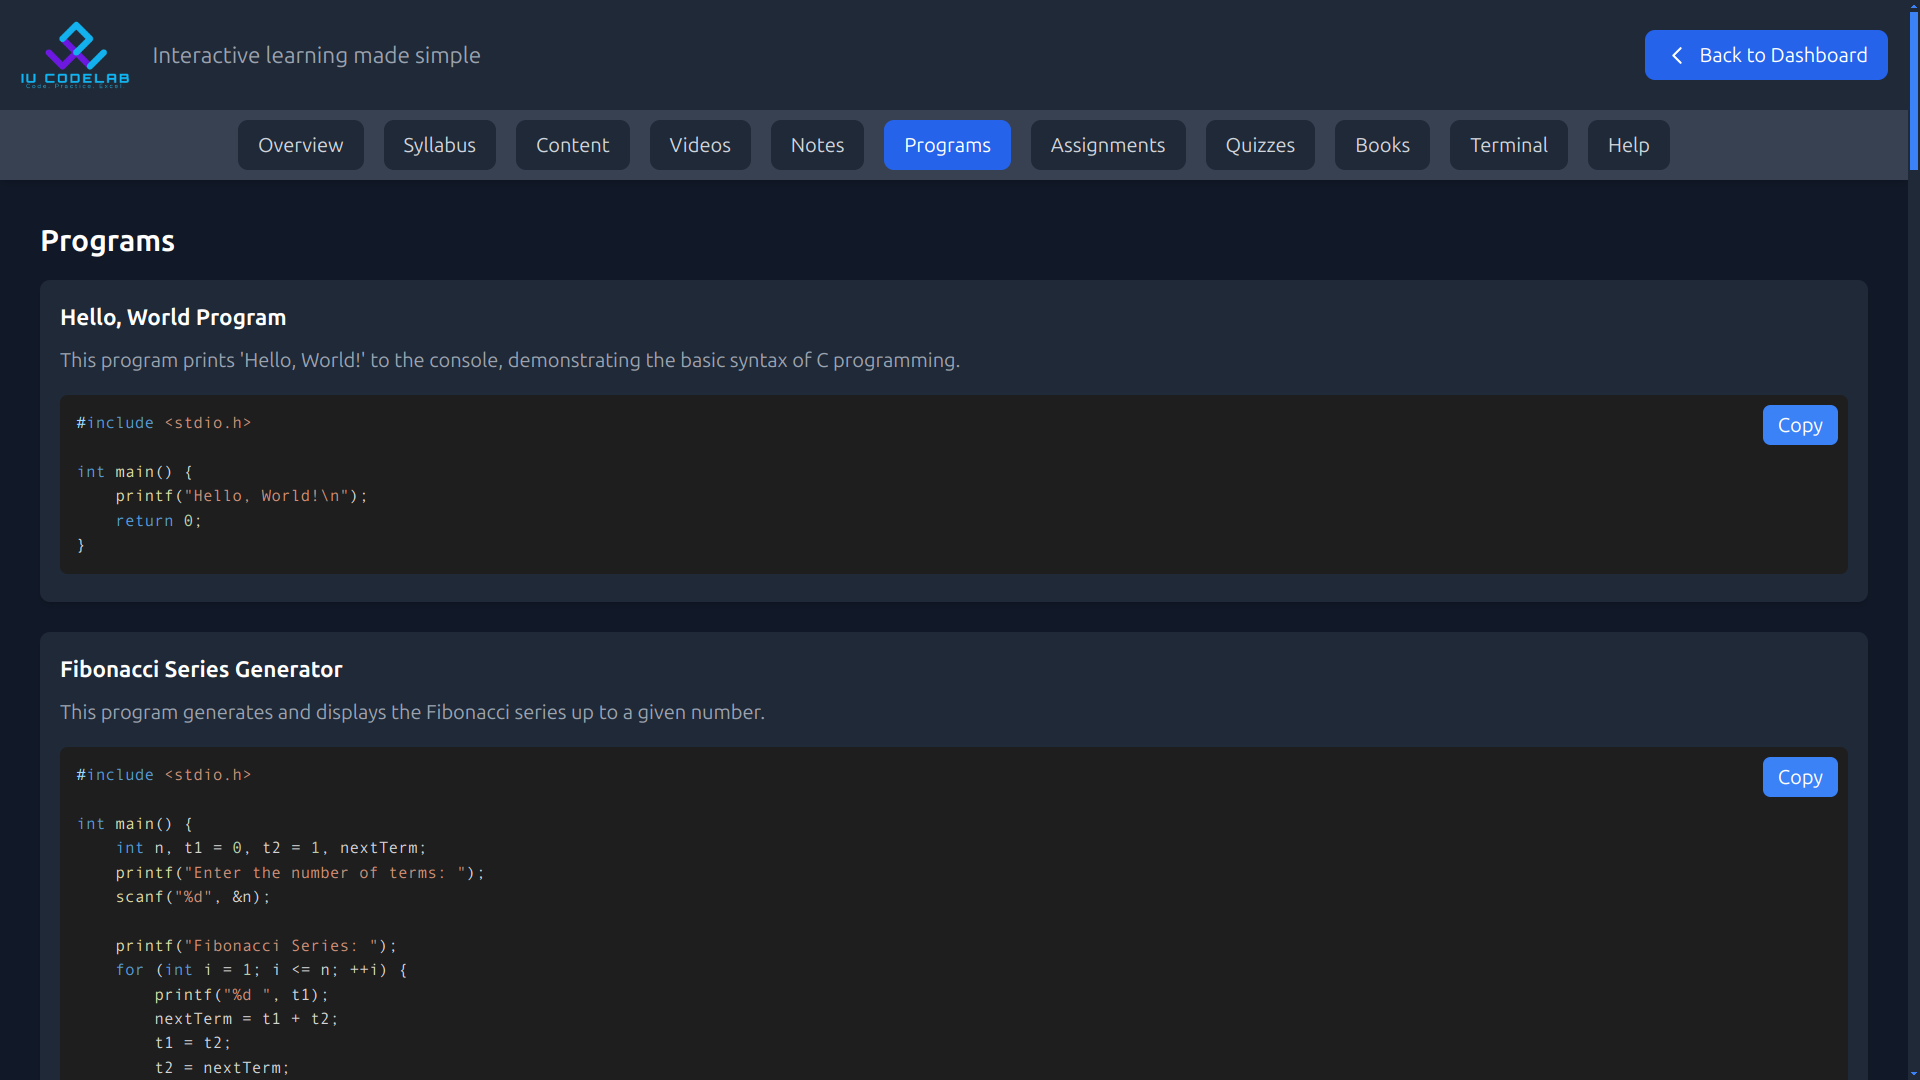 IU CODELAB
Code. Practice. Excel.
Interactive learning made simple
Back to Dashboard
Overview
Syllabus
Content
Videos
Notes
Programs
Assignments
Quizzes
Books
Terminal
Help
Programs
Hello, World Program
This program prints 'Hello, World!' to the console, demonstrating the basic syntax of C programming.
Copy
#include <stdio.h>

int main() {
    printf("Hello, World!\n");
    return 0;
}
Fibonacci Series Generator
This program generates and displays the Fibonacci series up to a given number.
Copy
#include <stdio.h>

int main() {
    int n, t1 = 0, t2 = 1, nextTerm;
    printf("Enter the number of terms: ");
    scanf("%d", &n);

    printf("Fibonacci Series: ");
    for (int i = 1; i <= n; ++i) {
        printf("%d ", t1);
        nextTerm = t1 + t2;
        t1 = t2;
        t2 = nextTerm;